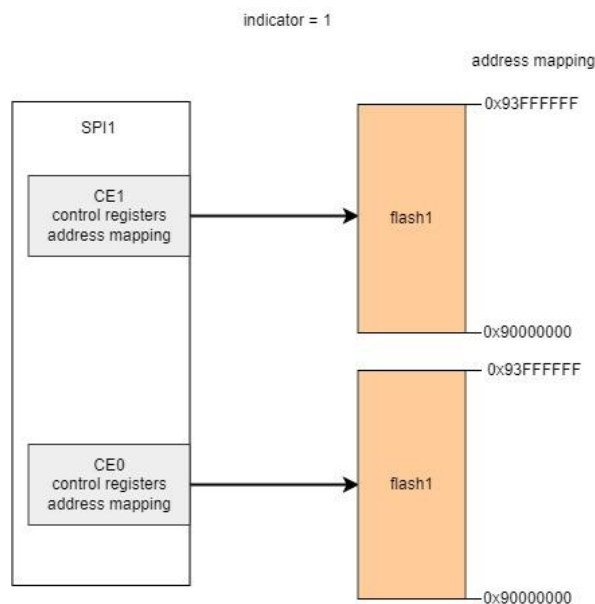 indicator = 1
address mapping
0x93FFFFFF
SPI1
CE1
control registers
address mapping
flash1
0x90000000
0x93FFFFFF
CE0
control registers
address mapping
flash1
0x90000000